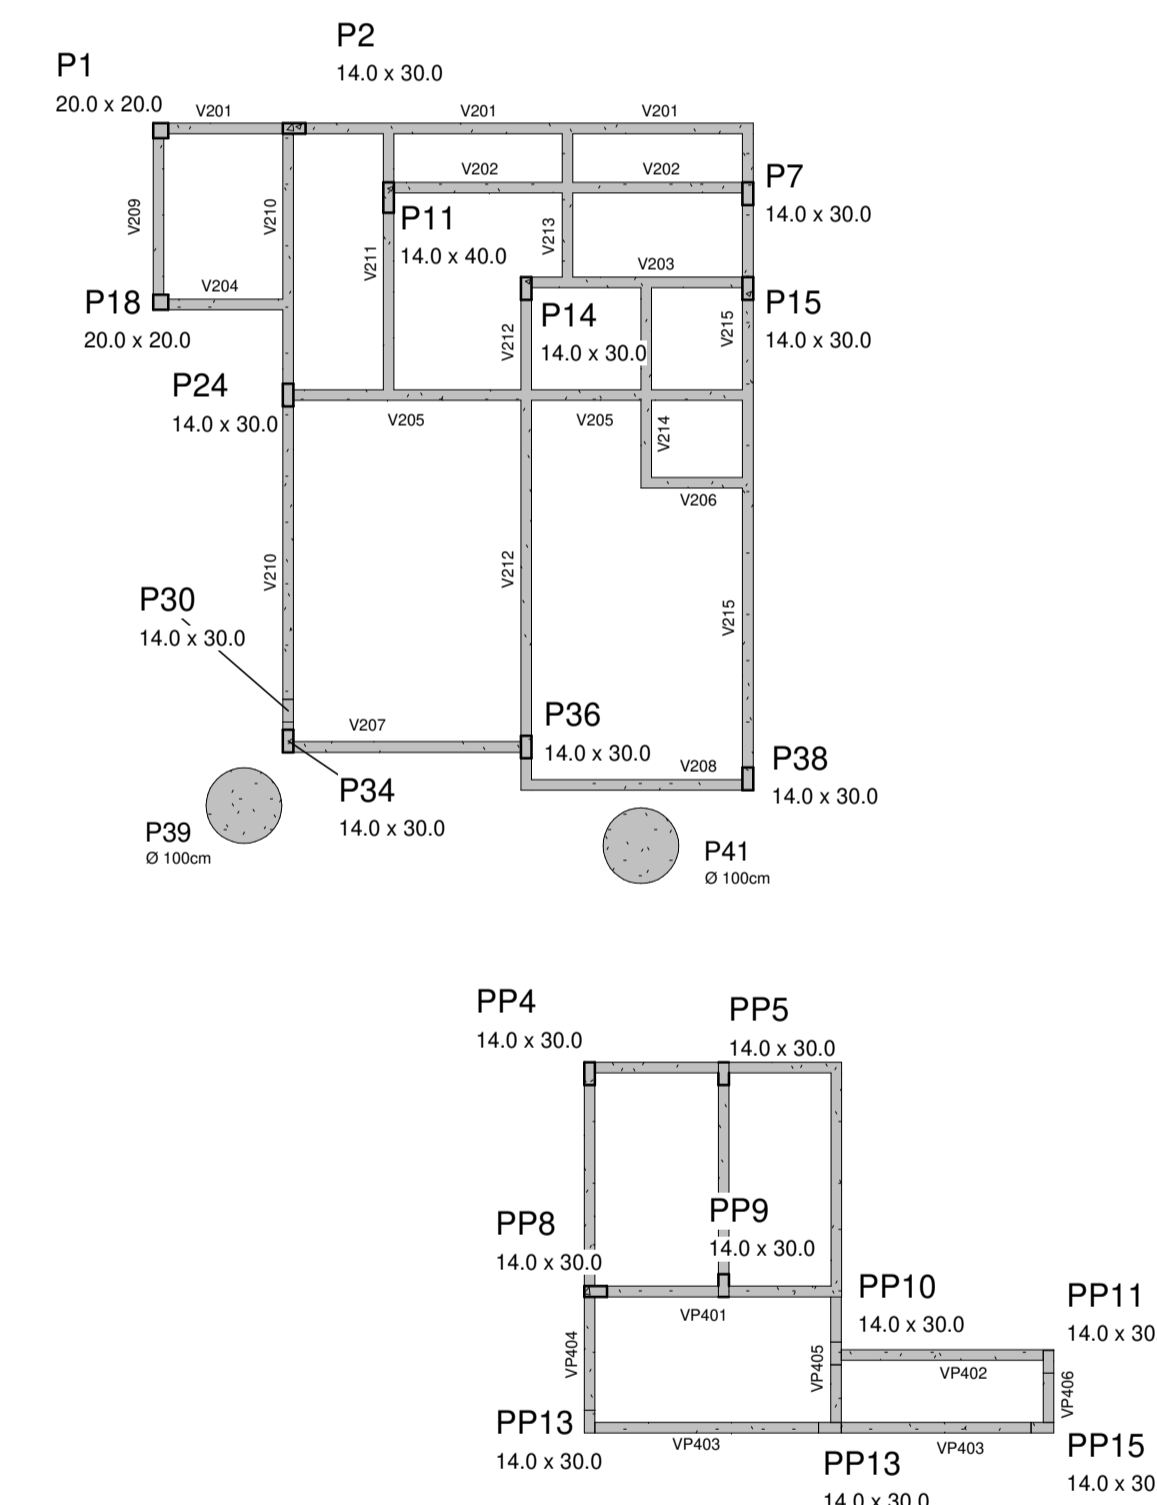 P2
14.0 x 30.0
P1
20.0 x 20.0
V201
V201
V201
V202
V202
P7
14.0 x 30.0
V209
V210
P11
14.0 x 40.0
V213
V211
V203
V204
P18
20.0 x 20.0
P14
14.0 x 30.0
P15
14.0 x 30.0
V212
V215
P24
14.0 x 30.0
V205
V205
V214
V206
V210
V212
V215
P30
14.0 x 30.0
V207
P36
14.0 x 30.0
V208
P38
14.0 x 30.0
P34
14.0 x 30.0
P39
Ø 100cm
P41
Ø 100cm
PP4
14.0 x 30.0
PP5
14.0 x 30.0
PP8
14.0 x 30.0
PP9
14.0 x 30.0
PP10
14.0 x 30.0
PP11
14.0 x 30
VP401
VP404
VP405
VP402
VP406
PP13
14.0 x 30.0
VP403
VP403
PP13
14.0 x 30.0
PP15
14.0 x 30